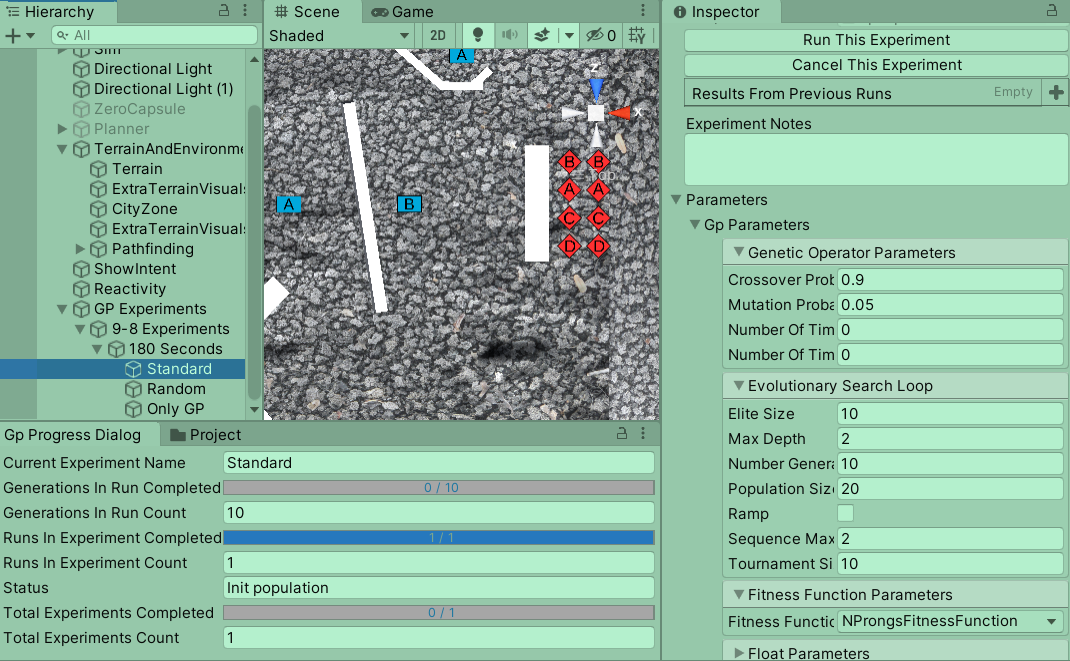 Hierarchy
All
Sim
Directional Light
Directional Light (1)
ZeroCapsule
Planner
TerrainAndEnvironme
Terrain
ExtraTerrainVisual
CityZone
ExtraTerrainVisual
Pathfinding
ShowIntent
Reactivity
GP Experiments
9-8 Experiments
180 Seconds
Standard
Random
Only GP
Scene
Game
Shaded
2D
0
A
Z
X
B B
Top
A A
C C
D D
A
B
Gp Progress Dialog
Project
Current Experiment Name Standard
Generations In Run Completed 0 / 10
Generations In Run Count 10
Runs In Experiment Completed 1 / 1
Runs In Experiment Count 1
Status Init population
Total Experiments Completed 0 / 1
Total Experiments Count 1
Inspector
Run This Experiment
Cancel This Experiment
Results From Previous Runs Empty
Experiment Notes
Parameters
Gp Parameters
Genetic Operator Parameters
Crossover Prob 0.9
Mutation Proba 0.05
Number Of Tim 0
Number Of Tim 0
Evolutionary Search Loop
Elite Size 10
Max Depth 2
Number Genera 10
Population Size 20
Ramp
Sequence Max 2
Tournament Si 10
Fitness Function Parameters
Fitness Functio NProngsFitnessFunction
Float Parameters